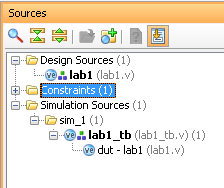 Sources
Design Sources (1)
lab1 (lab1.v)
Constraints (1)
Simulation Sources (1)
sim_1 (1)
lab1_tb (lab1_tb.v) (1)
dut - lab1 (lab1.v)